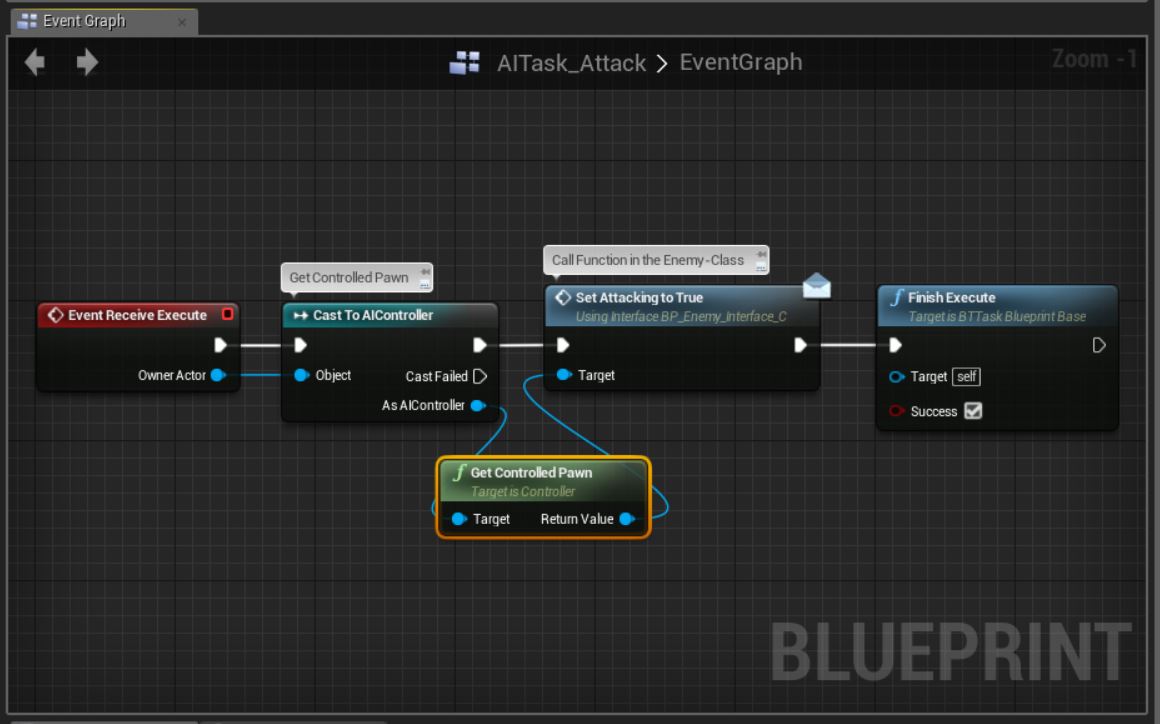 Event Graph
AITask_Attack > EventGraph
Zoom -1
Get Controlled Pawn
Call Function in the Enemy-Class
Event Receive Execute
Owner Actor
Cast To AIController
Object
Cast Failed
As AIController
Set Attacking to True
Using Interface BP_Enemy_Interface_C
Target
Finish Execute
Target is BTTask Blueprint Base
Target self
Success
Get Controlled Pawn
Target is Controller
Target
Return Value
BLUEPRINT